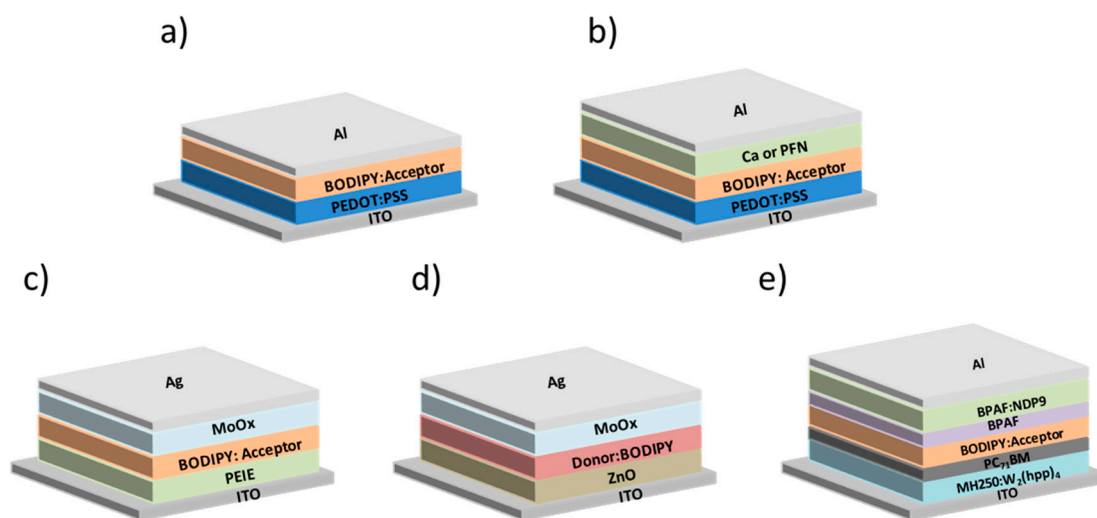 a)
Al
BODIPY:Acceptor
PEDOT:PSS
ITO
b)
Al
Ca or PFN
BODIPY: Acceptor
PEDOT:PSS
ITO
c)
Ag
MoOx
BODIPY: Acceptor
PEIE
ITO
d)
Ag
MoOx
Donor:BODIPY
ZnO
ITO
e)
Al
BPAF:NDP9
BPAF
BODIPY:Acceptor
PC₇₁BM
MH250:W₂(hpp)₄
ITO